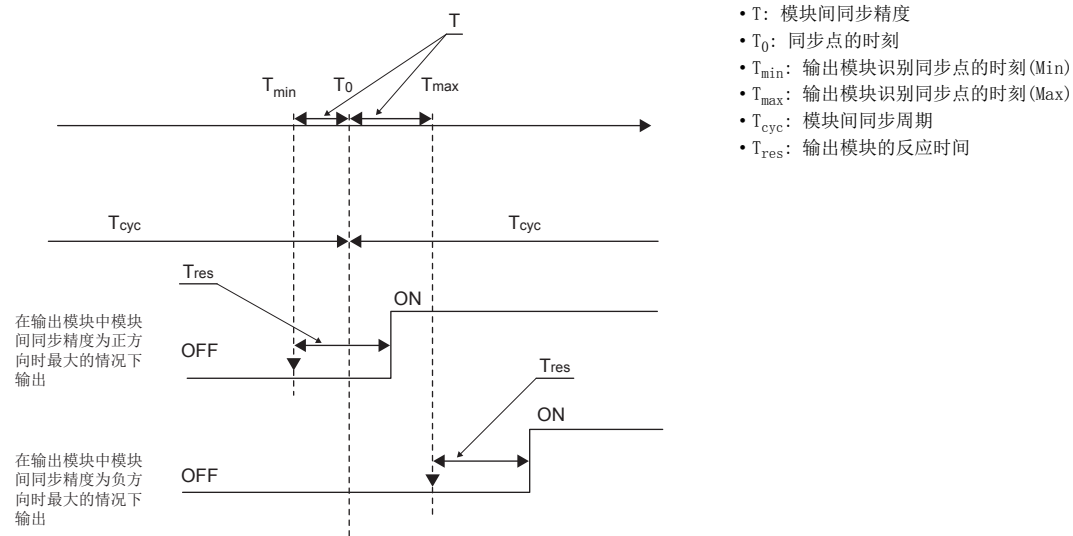 T
Tmin T0 Tmax
Tcyc Tcyc
Tres
ON
OFF
在输出模块中模块
间同步精度为正方
向时最大的情况下
输出
Tres
ON
OFF
在输出模块中模块
间同步精度为负方
向时最大的情况下
输出
• T: 模块间同步精度
• T0: 同步点的时刻
• Tmin: 输出模块识别同步点的时刻(Min)
• Tmax: 输出模块识别同步点的时刻(Max)
• Tcyc: 模块间同步周期
• Tres: 输出模块的反应时间